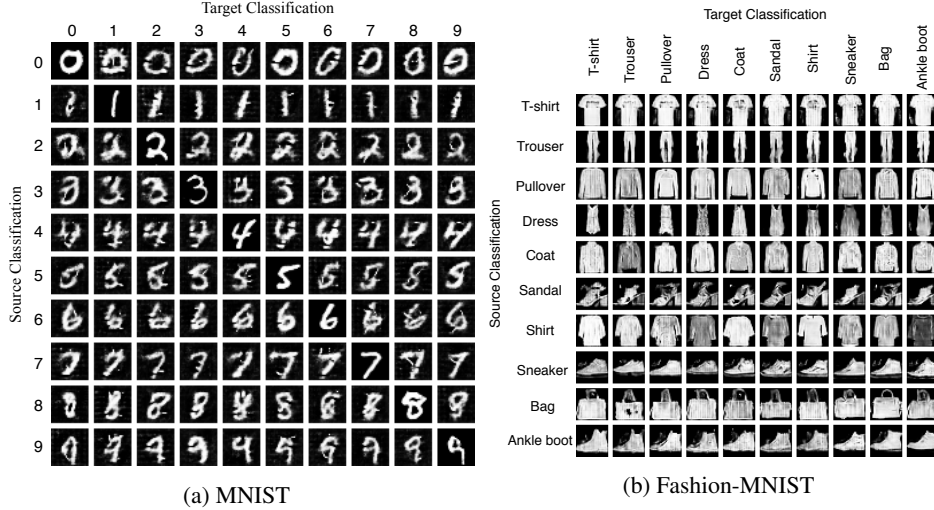 Target Classification
0 1 2 3 4 5 6 7 8 9
Source Classification
0
1
2
3
4
5
6
7
8
9
(a) MNIST
Target Classification
T-shirt Trouser Pullover Dress Coat Sandal Shirt Sneaker Bag Ankle boot
Source Classification
T-shirt
Trouser
Pullover
Dress
Coat
Sandal
Shirt
Sneaker
Bag
Ankle boot
(b) Fashion-MNIST